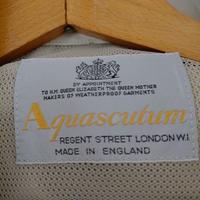 BY APPOINTMENT
TO H.M. QUEEN ELIZABETH THE QUEEN MOTHER
MAKERS OF WEATHERPROOF GARMENTS
Aquascutum
REGENT STREET LONDON W.I
MADE IN ENGLAND